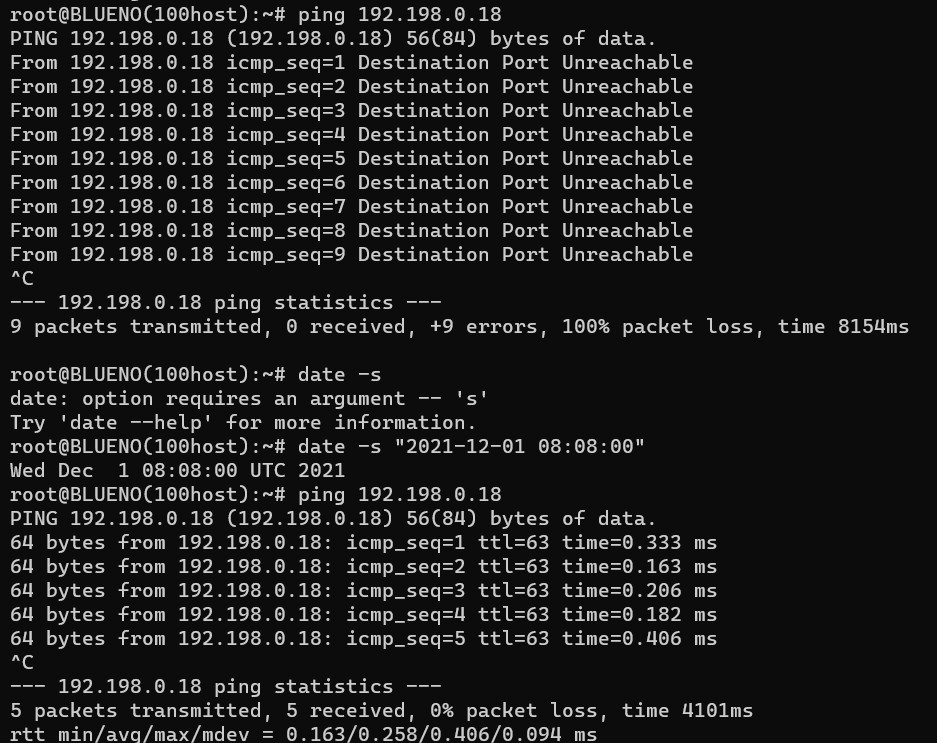 root@BLUENO(100host):~# ping 192.198.0.18
PING 192.198.0.18 (192.198.0.18) 56(84) bytes of data.
From 192.198.0.18 icmp_seq=1 Destination Port Unreachable
From 192.198.0.18 icmp_seq=2 Destination Port Unreachable
From 192.198.0.18 icmp_seq=3 Destination Port Unreachable
From 192.198.0.18 icmp_seq=4 Destination Port Unreachable
From 192.198.0.18 icmp_seq=5 Destination Port Unreachable
From 192.198.0.18 icmp_seq=6 Destination Port Unreachable
From 192.198.0.18 icmp_seq=7 Destination Port Unreachable
From 192.198.0.18 icmp_seq=8 Destination Port Unreachable
From 192.198.0.18 icmp_seq=9 Destination Port Unreachable
^C
--- 192.198.0.18 ping statistics ---
9 packets transmitted, 0 received, +9 errors, 100% packet loss, time 8154ms

root@BLUENO(100host):~# date -s
date: option requires an argument -- 's'
Try 'date --help' for more information.
root@BLUENO(100host):~# date -s "2021-12-01 08:08:00"
Wed Dec  1 08:08:00 UTC 2021
root@BLUENO(100host):~# ping 192.198.0.18
PING 192.198.0.18 (192.198.0.18) 56(84) bytes of data.
64 bytes from 192.198.0.18: icmp_seq=1 ttl=63 time=0.333 ms
64 bytes from 192.198.0.18: icmp_seq=2 ttl=63 time=0.163 ms
64 bytes from 192.198.0.18: icmp_seq=3 ttl=63 time=0.206 ms
64 bytes from 192.198.0.18: icmp_seq=4 ttl=63 time=0.182 ms
64 bytes from 192.198.0.18: icmp_seq=5 ttl=63 time=0.406 ms
^C
--- 192.198.0.18 ping statistics ---
5 packets transmitted, 5 received, 0% packet loss, time 4101ms
rtt min/avg/max/mdev = 0.163/0.258/0.406/0.094 ms